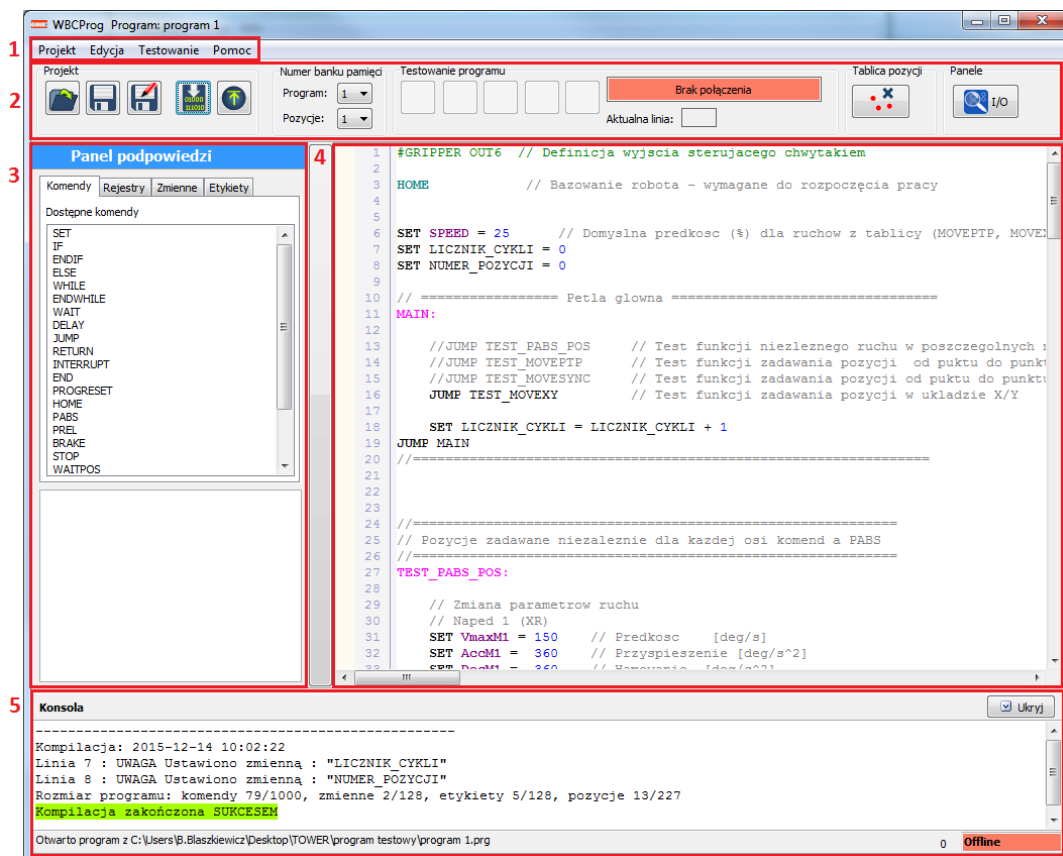 WBCProg Program: program 1
1
Projekt Edycja Testowanie Pomoc
2
Projekt
Numer banku pamięci
Program: 1
Pozycje: 1
Testowanie programu
Brak połączenia
Aktualna linia:
Tablica pozycji
Panele
I/O
3
Panel podpowiedzi
Komendy Rejestry Zmienne Etykiety
Dostępne komendy
SET
IF
ENDIF
ELSE
WHILE
ENDWHILE
WAIT
DELAY
JUMP
RETURN
INTERRUPT
END
PROGRESET
HOME
PABS
PREL
BRAKE
STOP
WAITPOS
4
1 #GRIPPER OUT6 // Definicja wyjscia sterujacego chwytakiem
2
3 HOME // Bazowanie robota - wymagane do rozpoczęcia pracy
4
5
6 SET SPEED = 25 // Domyslna predkosc (%) dla ruchow z tablicy (MOVEPTP, MOVEX
7 SET LICZNIK_CYKLI = 0
8 SET NUMER_POZYCJI = 0
9
10 // ================= Petla glowna =================================
11 MAIN:
12
13 //JUMP TEST_PABS_POS // Test funkcji niezleznego ruchu w poszczegolnych
14 //JUMP TEST_MOVEPTP // Test funkcji zadawania pozycji od puktu do punkt
15 //JUMP TEST_MOVESYNC // Test funkcji zadawania pozycji od puktu do punktu
16 JUMP TEST_MOVEXY // Test funkcji zadawania pozycji w ukladzie X/Y
17
18 SET LICZNIK_CYKLI = LICZNIK_CYKLI + 1
19 JUMP MAIN
20 //================================================================
21
22
23
24 //============================================================
25 // Pozycje zadawane niezaleznie dla kazdej osi komend a PABS
26 //============================================================
27 TEST_PABS_POS:
28
29 // Zmiana parametrow ruchu
30 // Naped 1 (XR)
31 SET VmaxM1 = 150 // Predkosc [deg/s]
32 SET AccM1 = 360 // Przyspieszenie [deg/s^2]
33 SET DecM1 = 360 // Hamowanie [deg/s^2]
5
Konsola
Ukryj
----------------------------------------------------
Kompilacja: 2015-12-14 10:02:22
Linia 7 : UWAGA Ustawiono zmienną : "LICZNIK_CYKLI"
Linia 8 : UWAGA Ustawiono zmienną : "NUMER_POZYCJI"
Rozmiar programu: komendy 79/1000, zmienne 2/128, etykiety 5/128, pozycje 13/227
Kompilacja zakończona SUKCESEM
Otwarto program z C:\Users\B.Blaszkiewicz\Desktop\TOWER\program testowy\program 1.prg
0 Offline